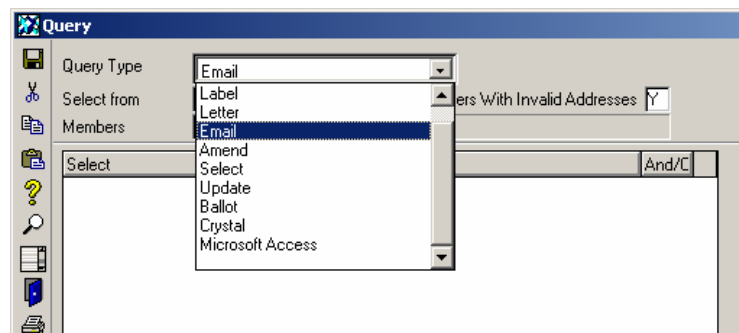 Query
Query Type
Email
Select from
ers With Invalid Addresses Y
Members
Label
Letter
Email
Amend
Select
Update
Ballot
Crystal
Microsoft Access
Select
And/C